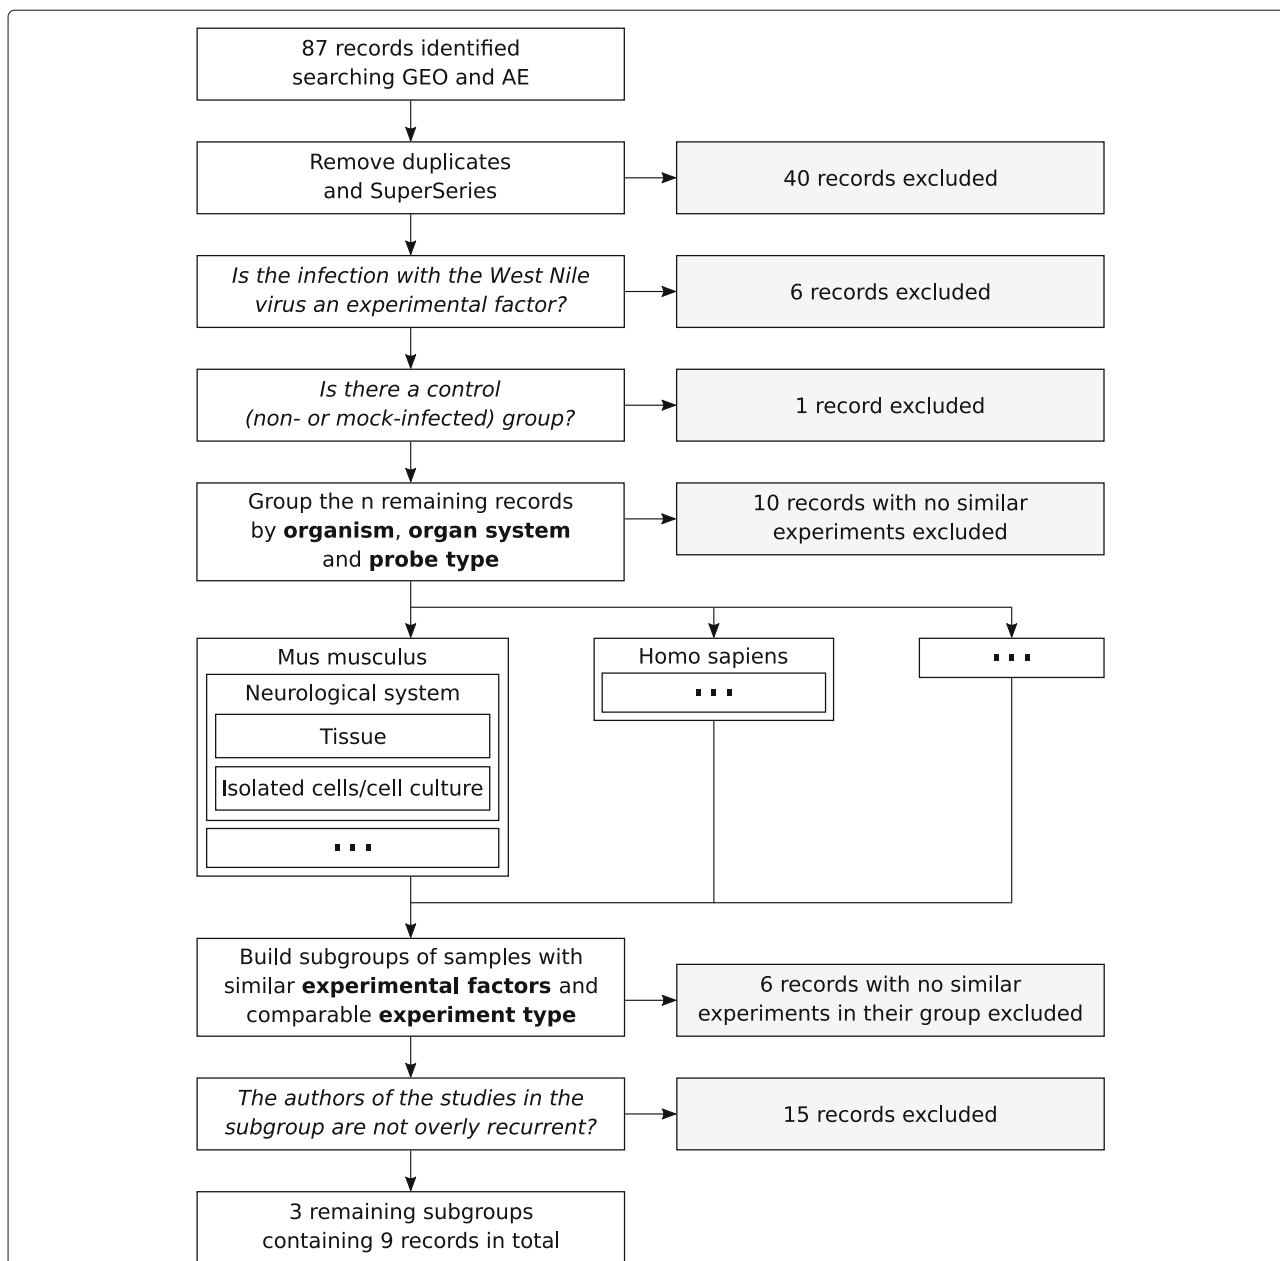 87 records identified
searching GEO and AE
Remove duplicates
and SuperSeries
40 records excluded
Is the infection with the West Nile
virus an experimental factor?
6 records excluded
Is there a control
(non- or mock-infected) group?
1 record excluded
Group the n remaining records
by organism, organ system
and probe type
10 records with no similar
experiments excluded
Mus musculus
Neurological system
Tissue
Isolated cells/cell culture
...
Homo sapiens
...
...
Build subgroups of samples with
similar experimental factors and
comparable experiment type
6 records with no similar
experiments in their group excluded
The authors of the studies in the
subgroup are not overly recurrent?
15 records excluded
3 remaining subgroups
containing 9 records in total